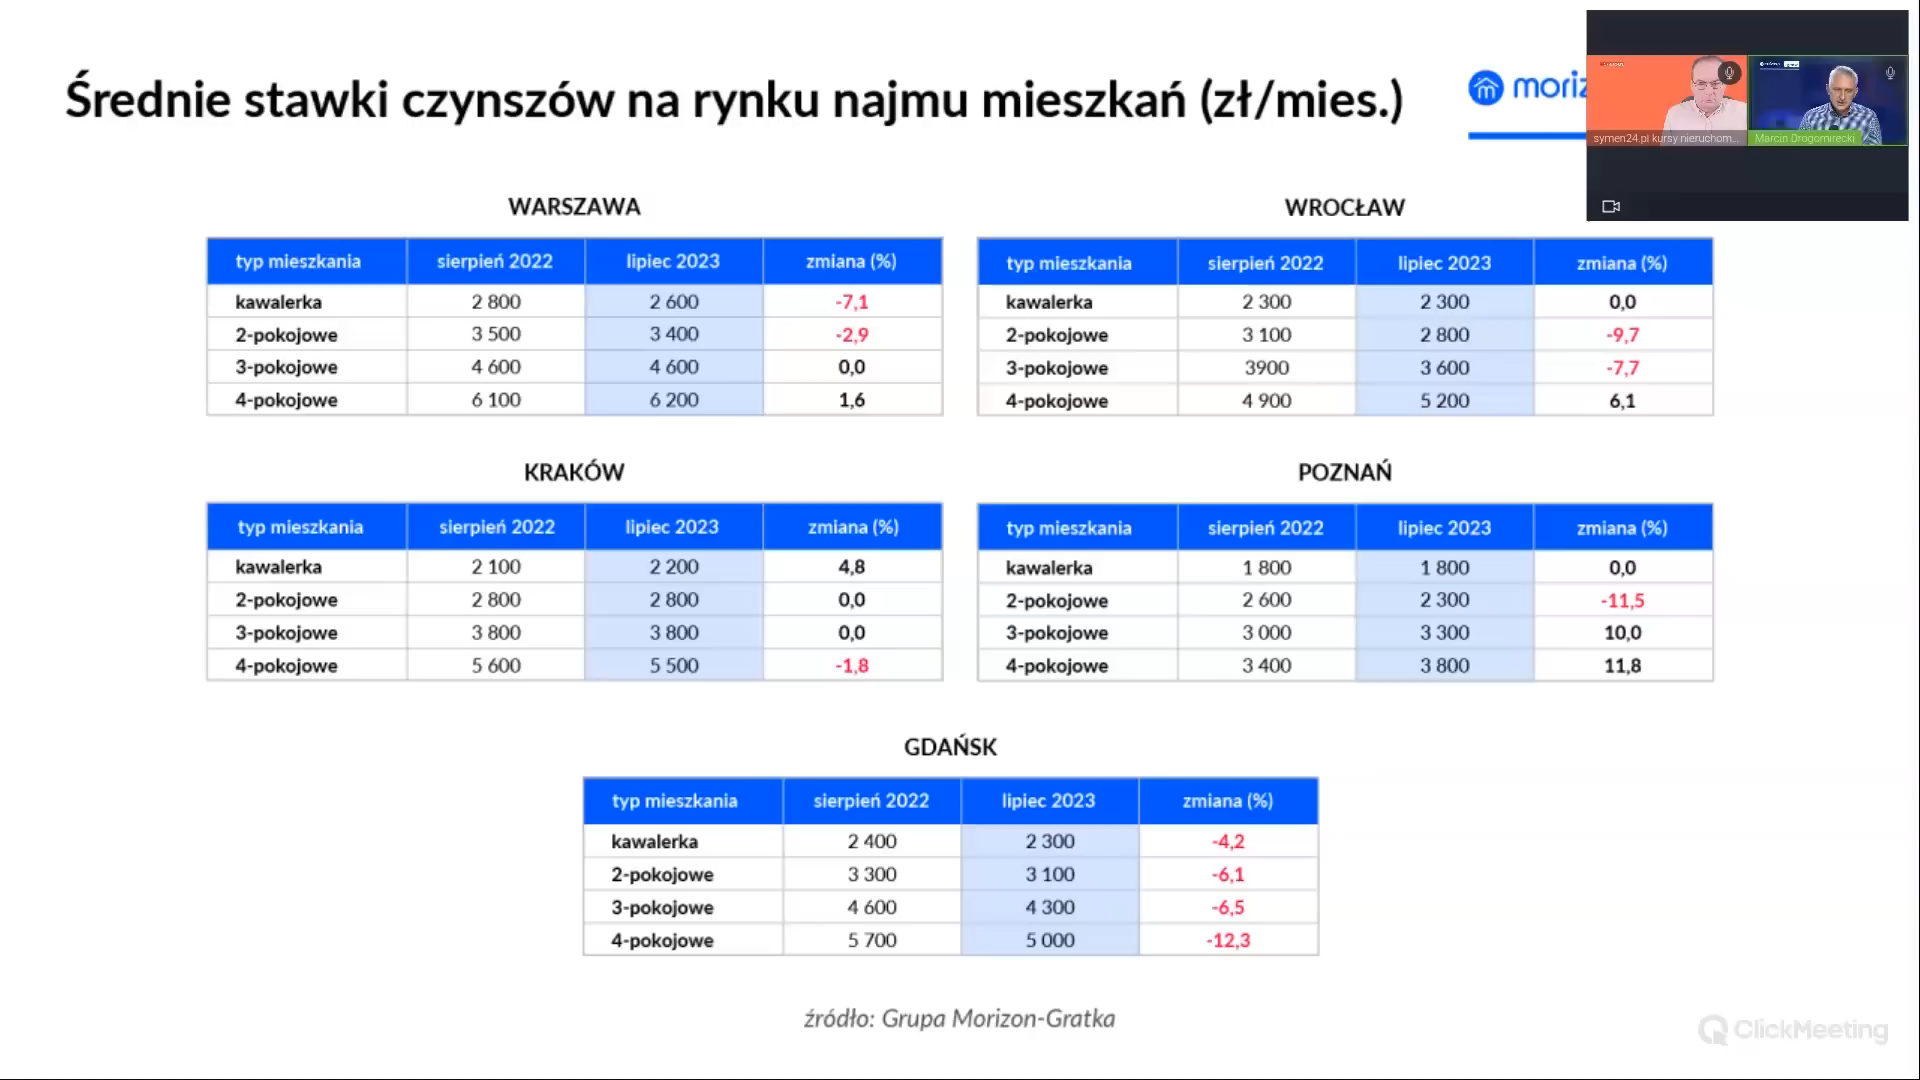 Średnie stawki czynszów na rynku najmu mieszkań (zł/mies.)
symen24.pl kursy nieruchom...
Marcin Drogomirecki
WARSZAWA
typ mieszkania sierpień 2022 lipiec 2023 zmiana (%)
kawalerka 2 800 2 600 -7,1
2-pokojowe 3 500 3 400 -2,9
3-pokojowe 4 600 4 600 0,0
4-pokojowe 6 100 6 200 1,6
WROCŁAW
typ mieszkania sierpień 2022 lipiec 2023 zmiana (%)
kawalerka 2 300 2 300 0,0
2-pokojowe 3 100 2 800 -9,7
3-pokojowe 3900 3 600 -7,7
4-pokojowe 4 900 5 200 6,1
KRAKÓW
typ mieszkania sierpień 2022 lipiec 2023 zmiana (%)
kawalerka 2 100 2 200 4,8
2-pokojowe 2 800 2 800 0,0
3-pokojowe 3 800 3 800 0,0
4-pokojowe 5 600 5 500 -1,8
POZNAŃ
typ mieszkania sierpień 2022 lipiec 2023 zmiana (%)
kawalerka 1 800 1 800 0,0
2-pokojowe 2 600 2 300 -11,5
3-pokojowe 3 000 3 300 10,0
4-pokojowe 3 400 3 800 11,8
GDAŃSK
typ mieszkania sierpień 2022 lipiec 2023 zmiana (%)
kawalerka 2 400 2 300 -4,2
2-pokojowe 3 300 3 100 -6,1
3-pokojowe 4 600 4 300 -6,5
4-pokojowe 5 700 5 000 -12,3
źródło: Grupa Morizon-Gratka
ClickMeeting